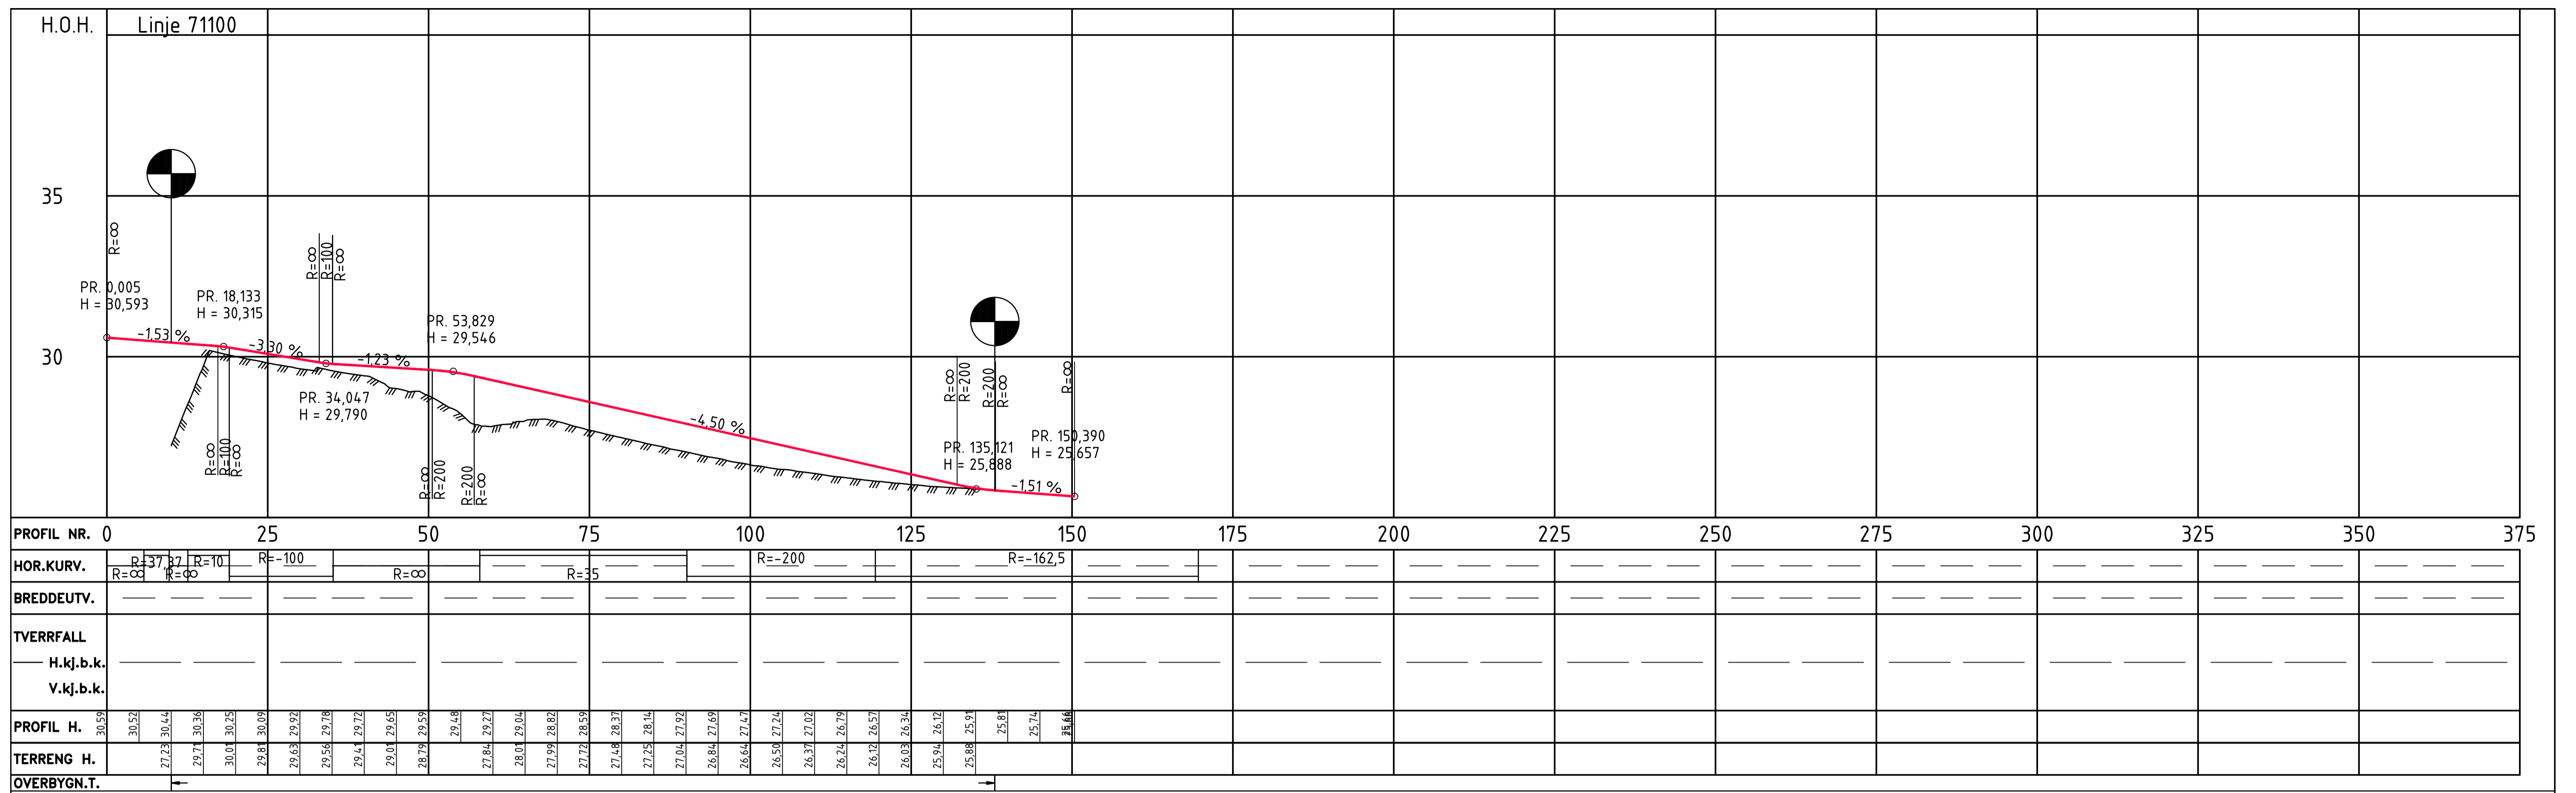 H.O.H.
Linje 71100
35
R=∞
R=∞
R=100
R=∞
PR. 0,005
H = 30,593
PR. 18,133
H = 30,315
PR. 53,829
H = 29,546
-1,53 %
-3,30 %
-1,23 %
30
R=∞
R=200
R=200
R=∞
R=∞
PR. 34,047
H = 29,790
-4,50 %
R=∞
R=100
R=∞
R=∞
R=200
R=200
R=∞
PR. 135,121
H = 25,888
PR. 150,390
H = 25,657
-1,51 %
PROFIL NR. 0 25 50 75 100 125 150 175 200 225 250 275 300 325 350 375
HOR.KURV. R=∞ R=37,37 R=∞ R=10 R=-100 R=∞ R=35 R=-200 R=-162,5
BREDDEUTV.
TVERRFALL
H.kj.b.k.
V.kj.b.k.
PROFIL H. 30,59 30,52 30,44 30,36 30,25 30,09 29,92 29,78 29,72 29,65 29,59 29,48 29,27 29,04 28,82 28,59 28,37 28,14 27,92 27,69 27,47 27,24 27,02 26,79 26,57 26,34 26,12 25,91 25,81 25,74
TERRENG H. 27,23 29,71 30,01 29,81 29,63 29,56 29,41 29,01 28,79 27,84 28,01 27,99 27,72 27,48 27,25 27,04 26,84 26,64 26,50 26,37 26,24 26,12 26,03 25,94 25,88
OVERBYGN.T.